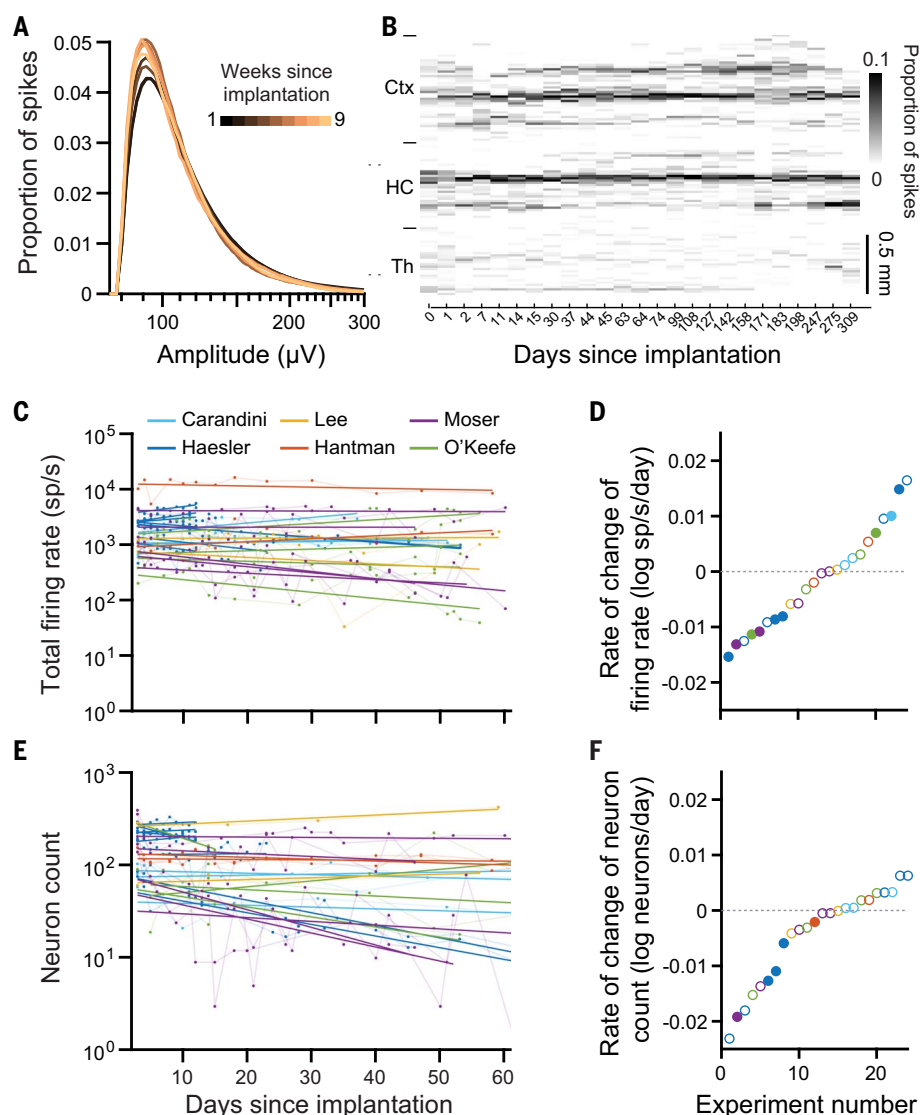 A
Proportion of spikes
0.05
0.04
0.03
0.02
0.01
0
Weeks since
implantation
1 9
100 200 300
Amplitude (µV)
B
Ctx
HC
Th
0.1
0
Proportion of spikes
0.5 mm
0 1 2 7 11 14 15 30 37 44 45 63 64 74 99 108 127 142 158 171 183 198 247 275 309
Days since implantation
C
Carandini Lee Moser
Haesler Hantman O'Keefe
Total firing rate (sp/s)
10^5
10^4
10^3
10^2
10^1
10^0
D
Rate of change of
firing rate (log sp/s/day)
0.02
0.010
0
-0.01
-0.02
E
Neuron count
10^3
10^2
10^1
10^0
10 20 30 40 50 60
Days since implantation
F
Rate of change of neuron
count (log neurons/day)
0.02
0.010
0
-0.01
-0.02
0 10 20
Experiment number